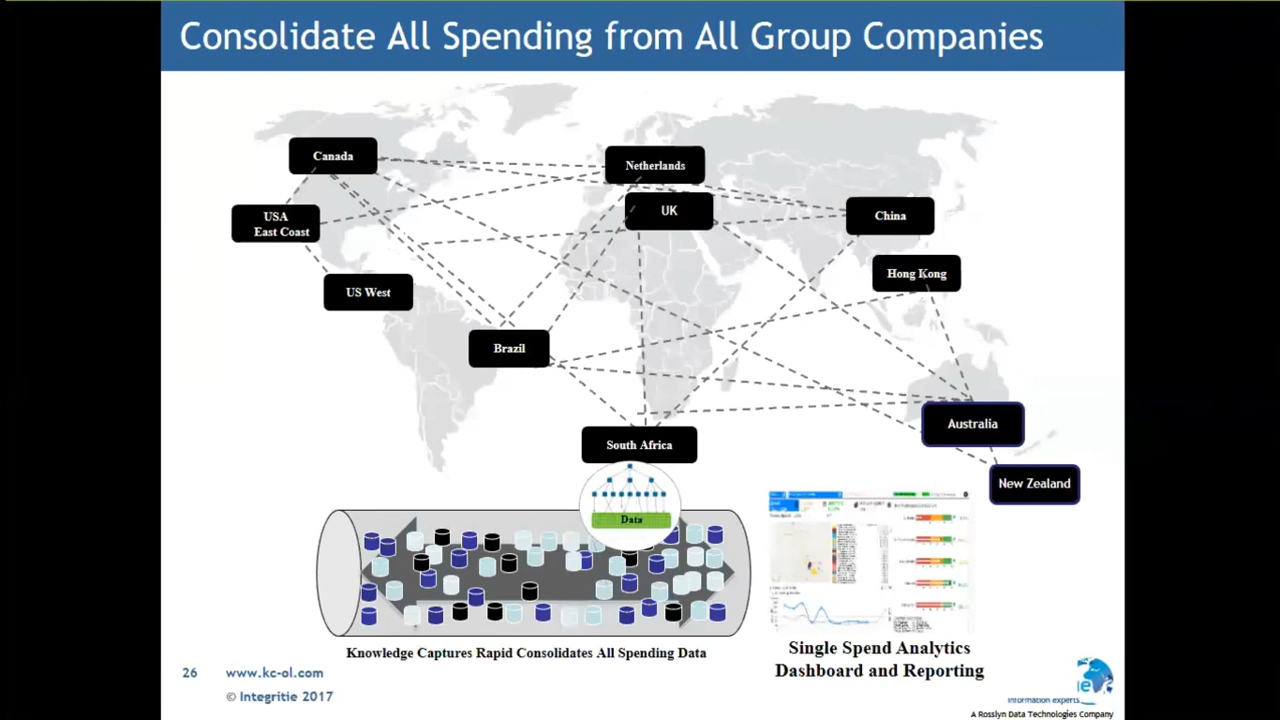 Consolidate All Spending from All Group Companies
Canada
Netherlands
UK
USA
East Coast
China
Hong Kong
US West
Brazil
Australia
South Africa
New Zealand
Data
Knowledge Captures Rapid Consolidates All Spending Data
Single Spend Analytics
Dashboard and Reporting
26
www.kc-ol.com
© Integritie 2017
ie
information experts
A Rosslyn Data Technologies Company